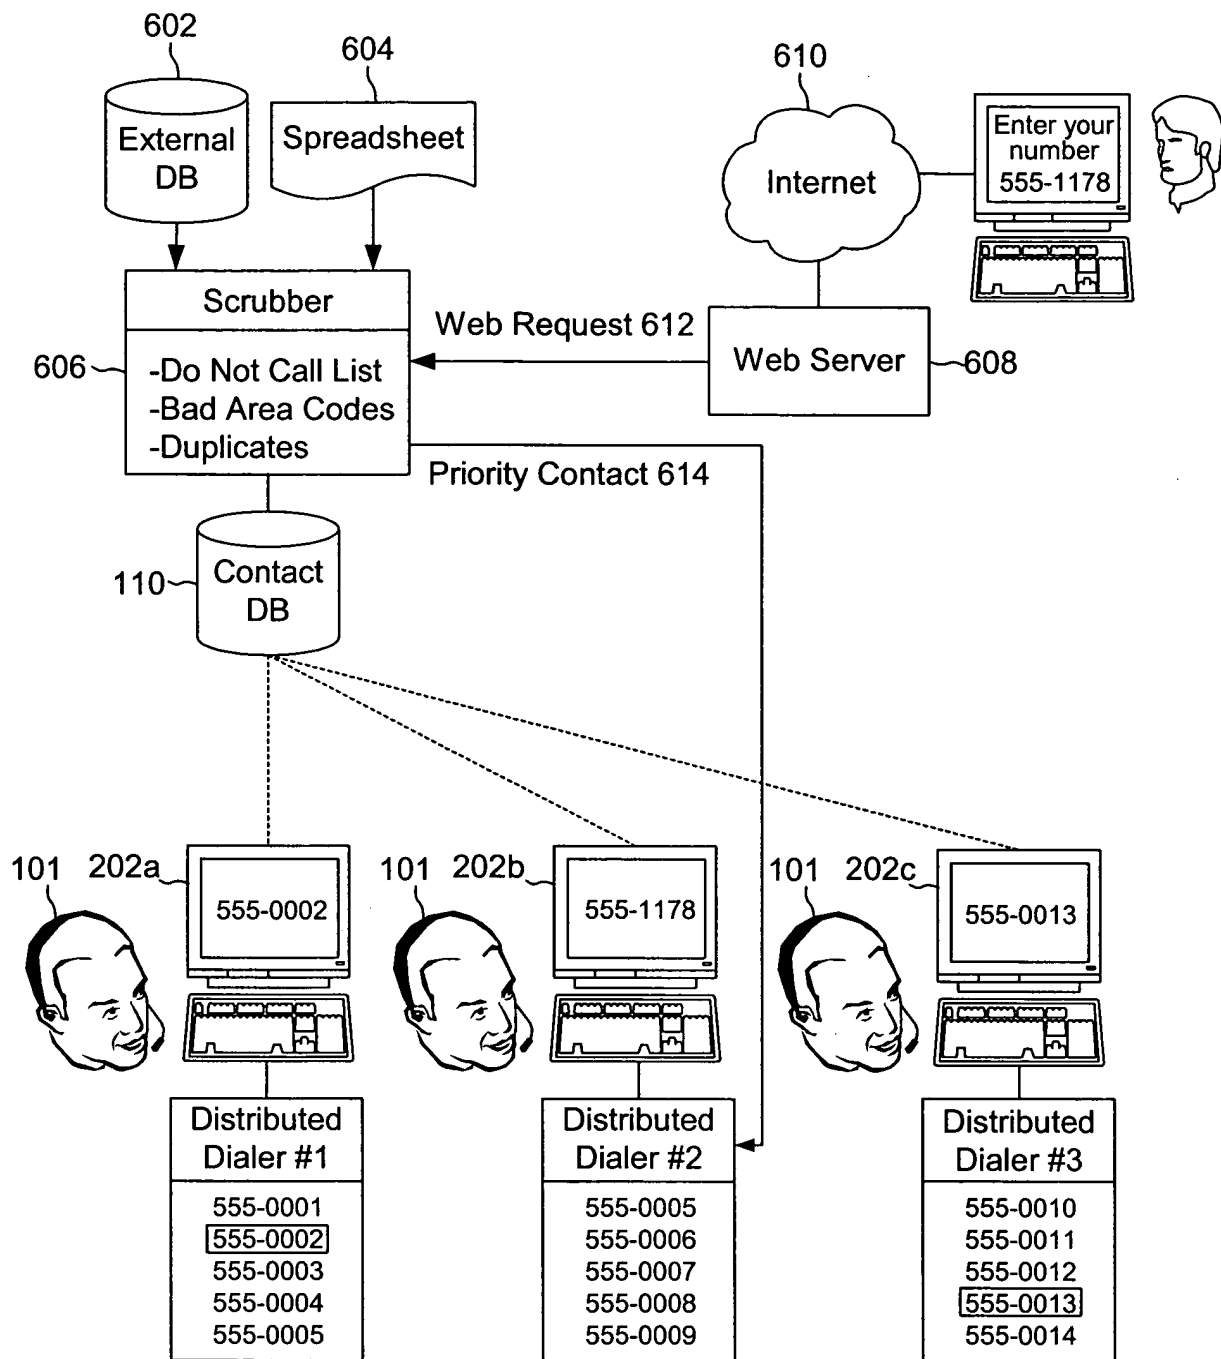 602
604
610
External
DB
Spreadsheet
Internet
Enter your
number
555-1178
Scrubber
606
-Do Not Call List
-Bad Area Codes
-Duplicates
Web Request 612
Web Server
608
Priority Contact 614
110
Contact
DB
101
202a
555-0002
101
202b
555-1178
101
202c
555-0013
Distributed
Dialer #1
555-0001
555-0002
555-0003
555-0004
555-0005
Distributed
Dialer #2
555-0005
555-0006
555-0007
555-0008
555-0009
Distributed
Dialer #3
555-0010
555-0011
555-0012
555-0013
555-0014